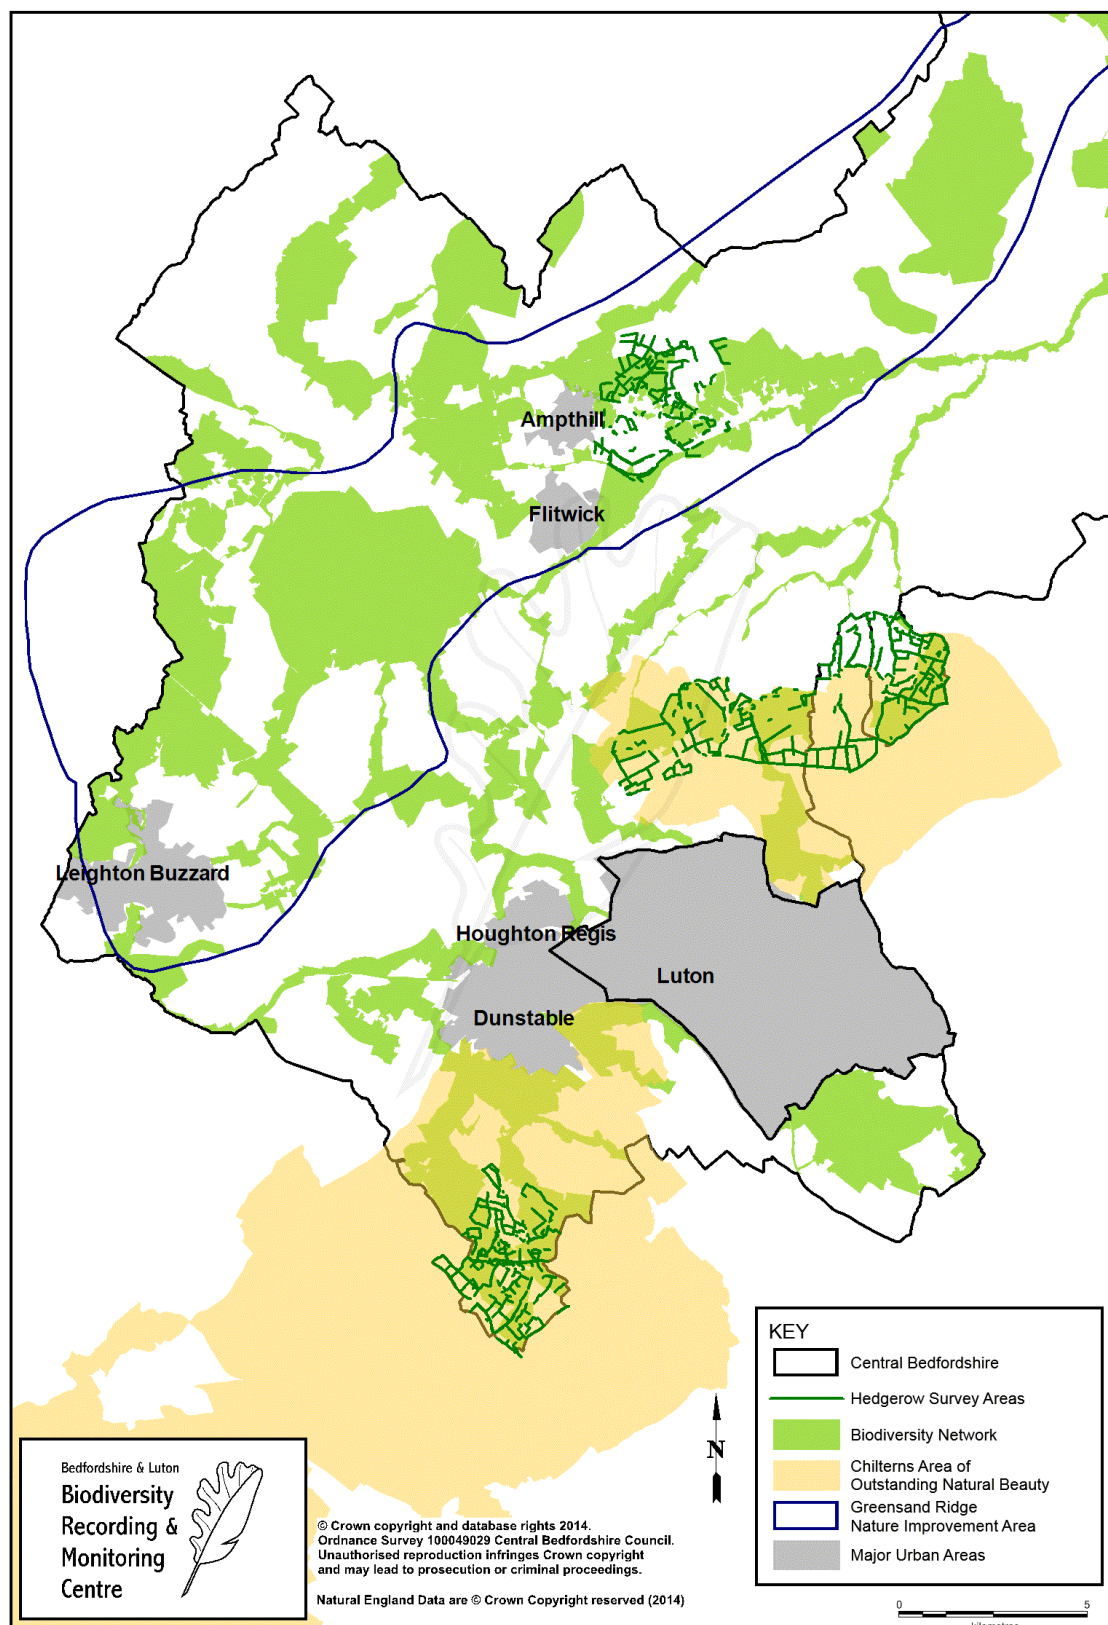 Ampthill
Flitwick
Leighton Buzzard
Houghton Regis
Luton
Dunstable
KEY
Central Bedfordshire
Hedgerow Survey Areas
Biodiversity Network
Chilterns Area of
Outstanding Natural Beauty
Greensand Ridge
Nature Improvement Area
Major Urban Areas
N
Bedfordshire & Luton
Biodiversity
Recording &
Monitoring
Centre
© Crown copyright and database rights 2014.
Ordnance Survey 100049029 Central Bedfordshire Council.
Unauthorised reproduction infringes Crown copyright
and may lead to prosecution or criminal proceedings.
Natural England Data are © Crown Copyright reserved (2014)
0 5
kilometres